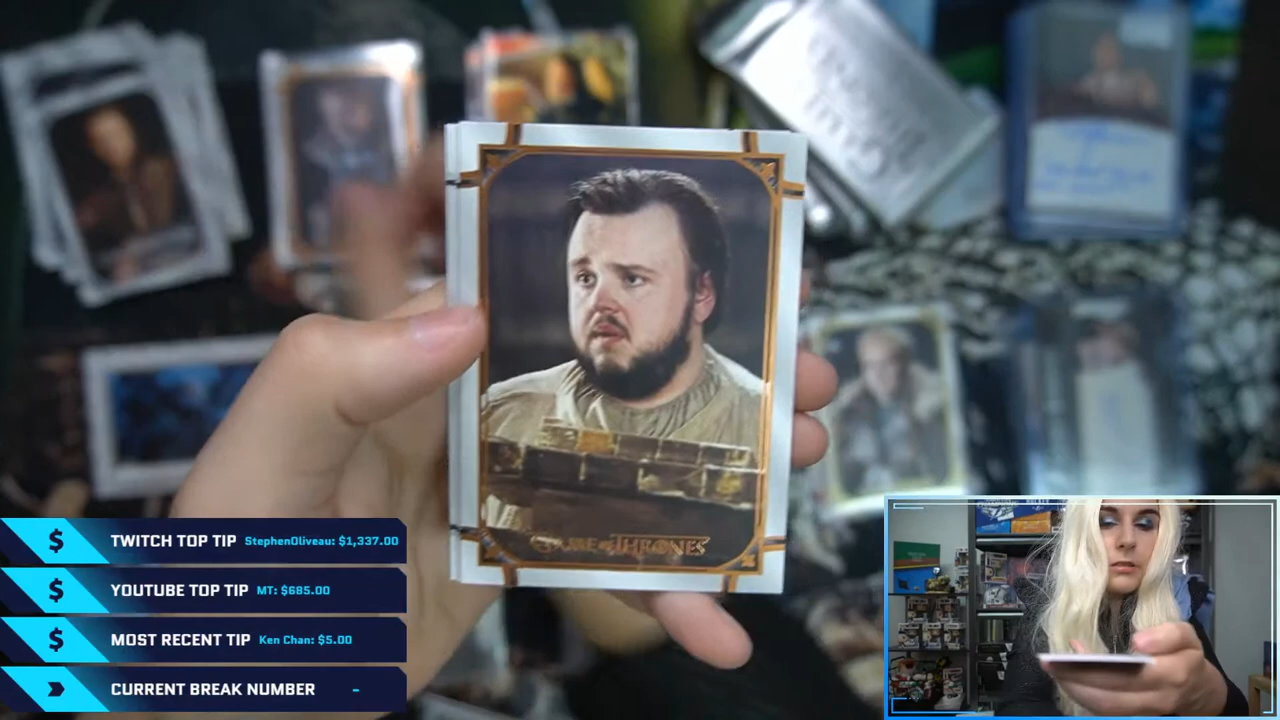 GAME OF THRONES
TWITCH TOP TIP StephenOliveau: $1,337.00
YOUTUBE TOP TIP MT: $685.00
MOST RECENT TIP Ken Chan: $5.00
CURRENT BREAK NUMBER -